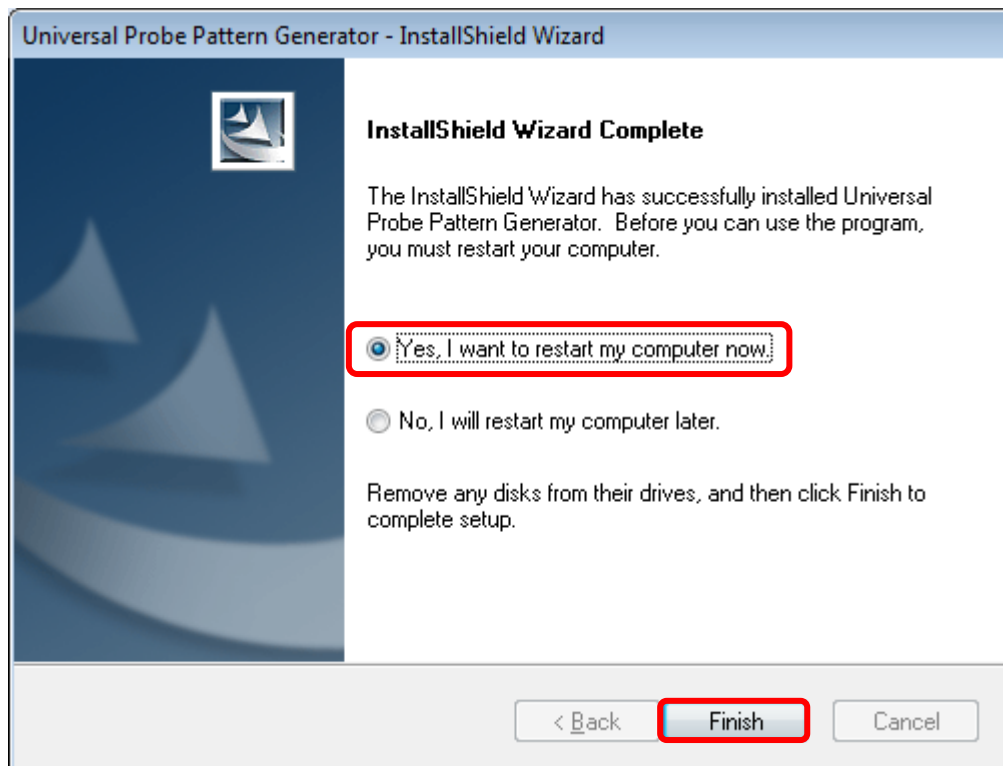 Universal Probe Pattern Generator - InstallShield Wizard
InstallShield Wizard Complete
The InstallShield Wizard has successfully installed Universal
Probe Pattern Generator. Before you can use the program,
you must restart your computer.
Yes, I want to restart my computer now.
No, I will restart my computer later.
Remove any disks from their drives, and then click Finish to
complete setup.
< Back Finish Cancel